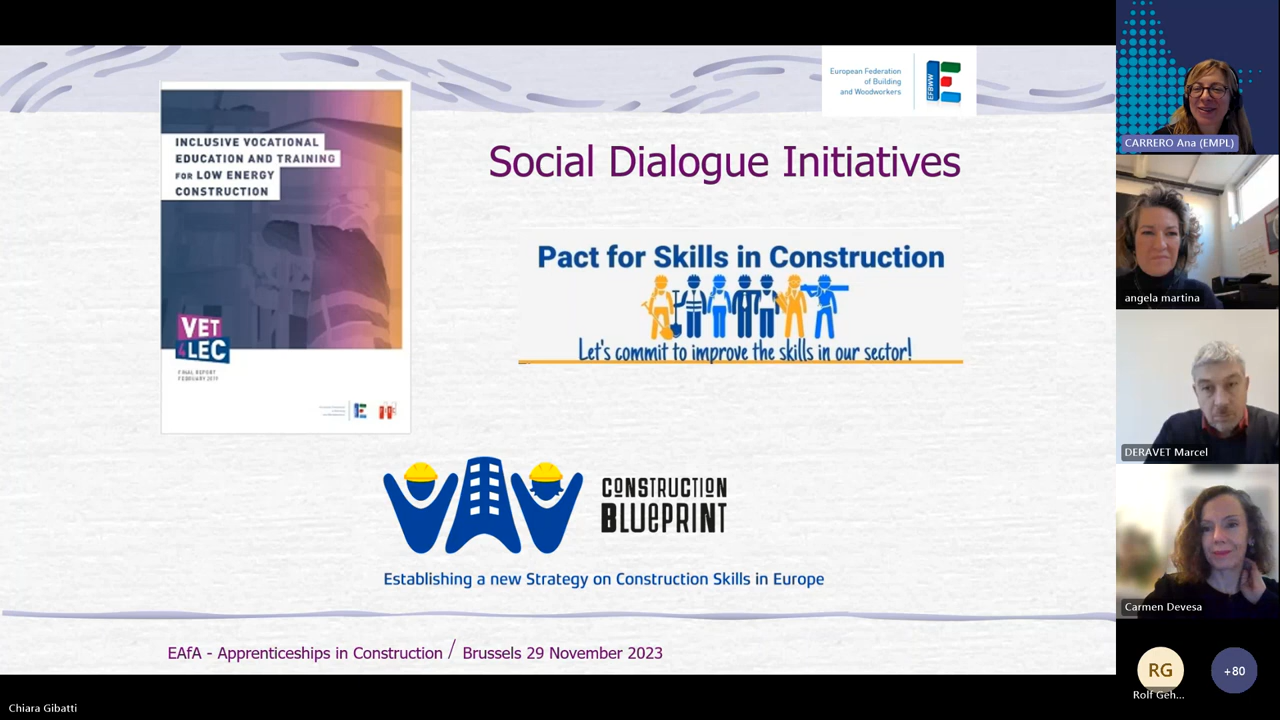 European Federation
of Building
and Woodworkers
EFBWW
INCLUSIVE VOCATIONAL
EDUCATION AND TRAINING
FOR LOW ENERGY
CONSTRUCTION
VET
4LEC
FINAL REPORT
FEBRUARY 2019
Social Dialogue Initiatives
Pact for Skills in Construction
Let's commit to improve the skills in our sector!
CONSTRUCTION
BLUEPRINT
Establishing a new Strategy on Construction Skills in Europe
EAfA - Apprenticeships in Construction / Brussels 29 November 2023
Chiara Gibatti
CARRERO Ana (EMPL)
angela martina
DERAVET Marcel
Carmen Devesa
RG
Rolf Geh...
+80